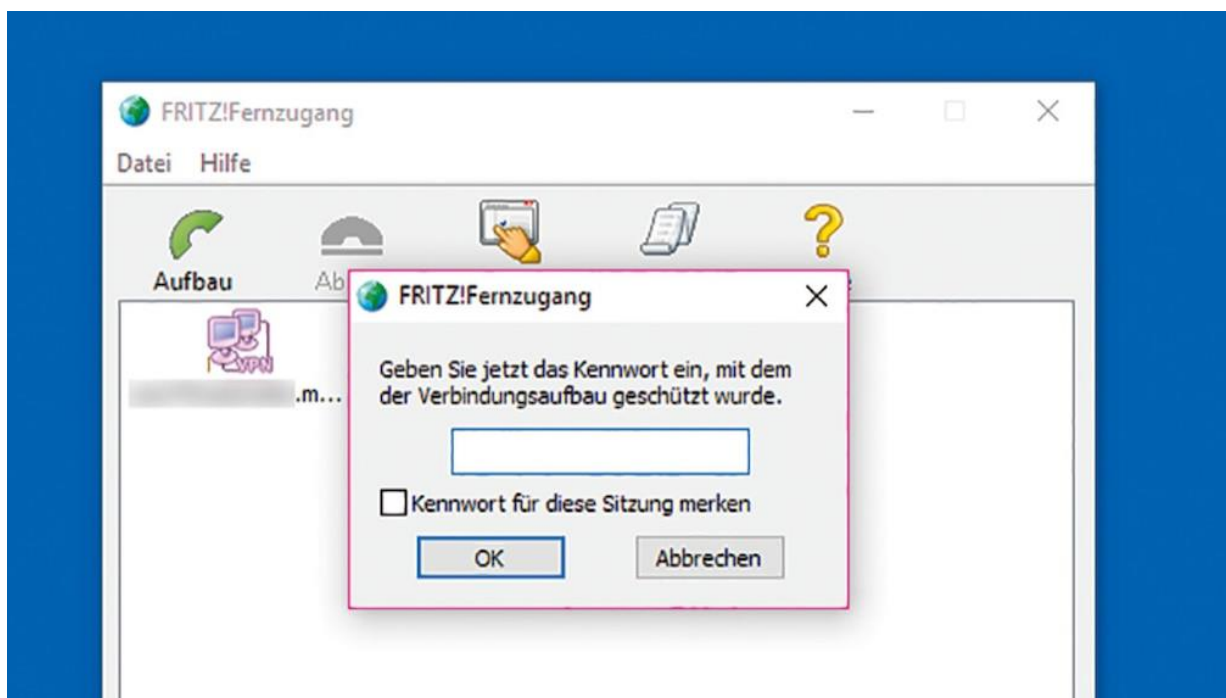 FRITZ!Fernzugang
Datei Hilfe
Aufbau
VPN
.m...
FRITZ!Fernzugang
Geben Sie jetzt das Kennwort ein, mit dem
der Verbindungsaufbau geschützt wurde.
Kennwort für diese Sitzung merken
OK Abbrechen